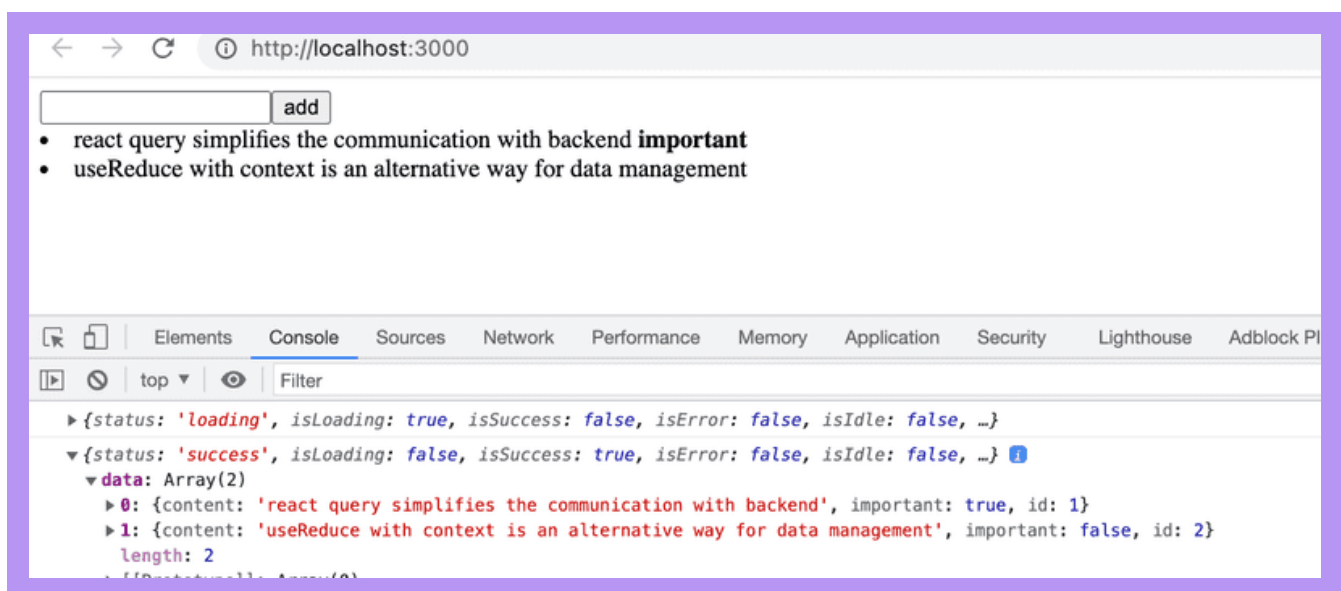 http://localhost:3000
add
react query simplifies the communication with backend important
useReduce with context is an alternative way for data management
Elements Console Sources Network Performance Memory Application Security Lighthouse Adblock Pl
top ▼ Filter
▶ {status: 'loading', isLoading: true, isSuccess: false, isError: false, isIdle: false, …}
▼ {status: 'success', isLoading: false, isSuccess: true, isError: false, isIdle: false, …} i
▼ data: Array(2)
▶ 0: {content: 'react query simplifies the communication with backend', important: true, id: 1}
▶ 1: {content: 'useReduce with context is an alternative way for data management', important: false, id: 2}
length: 2